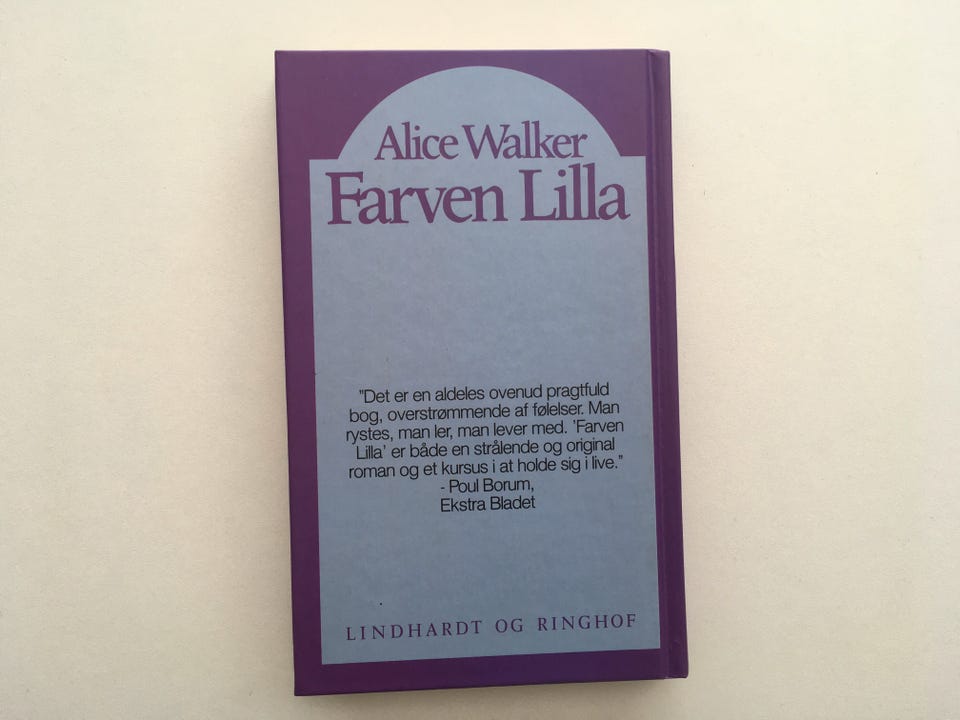 Alice Walker
Farven Lilla
"Det er en aldeles ovenud pragtfuld
bog, overstrømmende af følelser. Man
rystes, man ler, man lever med. 'Farven
Lilla' er både en strålende og original
roman og et kursus i at holde sig i live."
- Poul Borum,
Ekstra Bladet
LINDHARDT OG RINGHOF